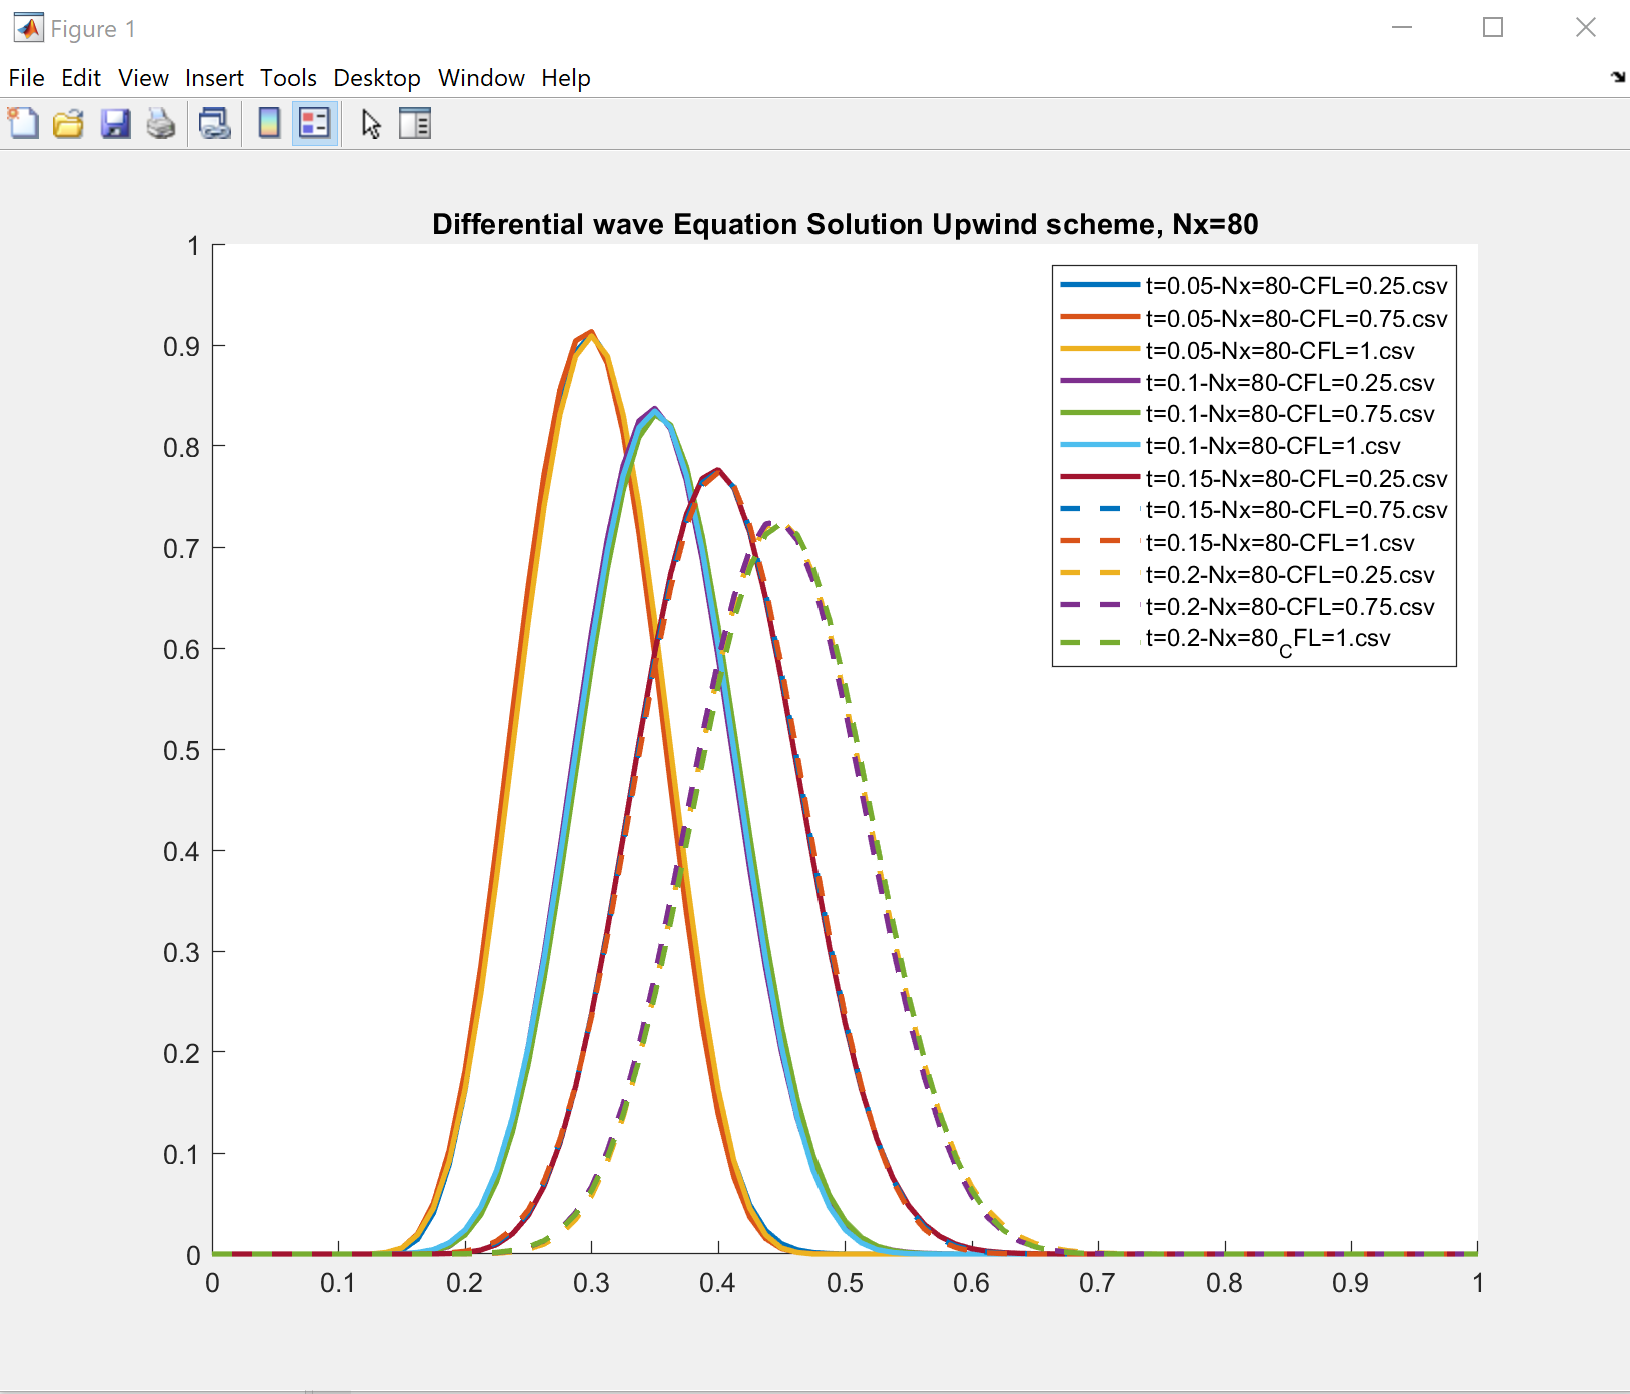 Figure 1
File Edit View Insert Tools Desktop Window Help
Differential wave Equation Solution Upwind scheme, Nx=80
1
0.9
0.8
0.7
0.6
0.5
0.4
0.3
0.2
0.1
0
0 0.1 0.2 0.3 0.4 0.5 0.6 0.7 0.8 0.9 1
t=0.05-Nx=80-CFL=0.25.csv
t=0.05-Nx=80-CFL=0.75.csv
t=0.05-Nx=80-CFL=1.csv
t=0.1-Nx=80-CFL=0.25.csv
t=0.1-Nx=80-CFL=0.75.csv
t=0.1-Nx=80-CFL=1.csv
t=0.15-Nx=80-CFL=0.25.csv
t=0.15-Nx=80-CFL=0.75.csv
t=0.15-Nx=80-CFL=1.csv
t=0.2-Nx=80-CFL=0.25.csv
t=0.2-Nx=80-CFL=0.75.csv
t=0.2-Nx=80CFL=1.csv